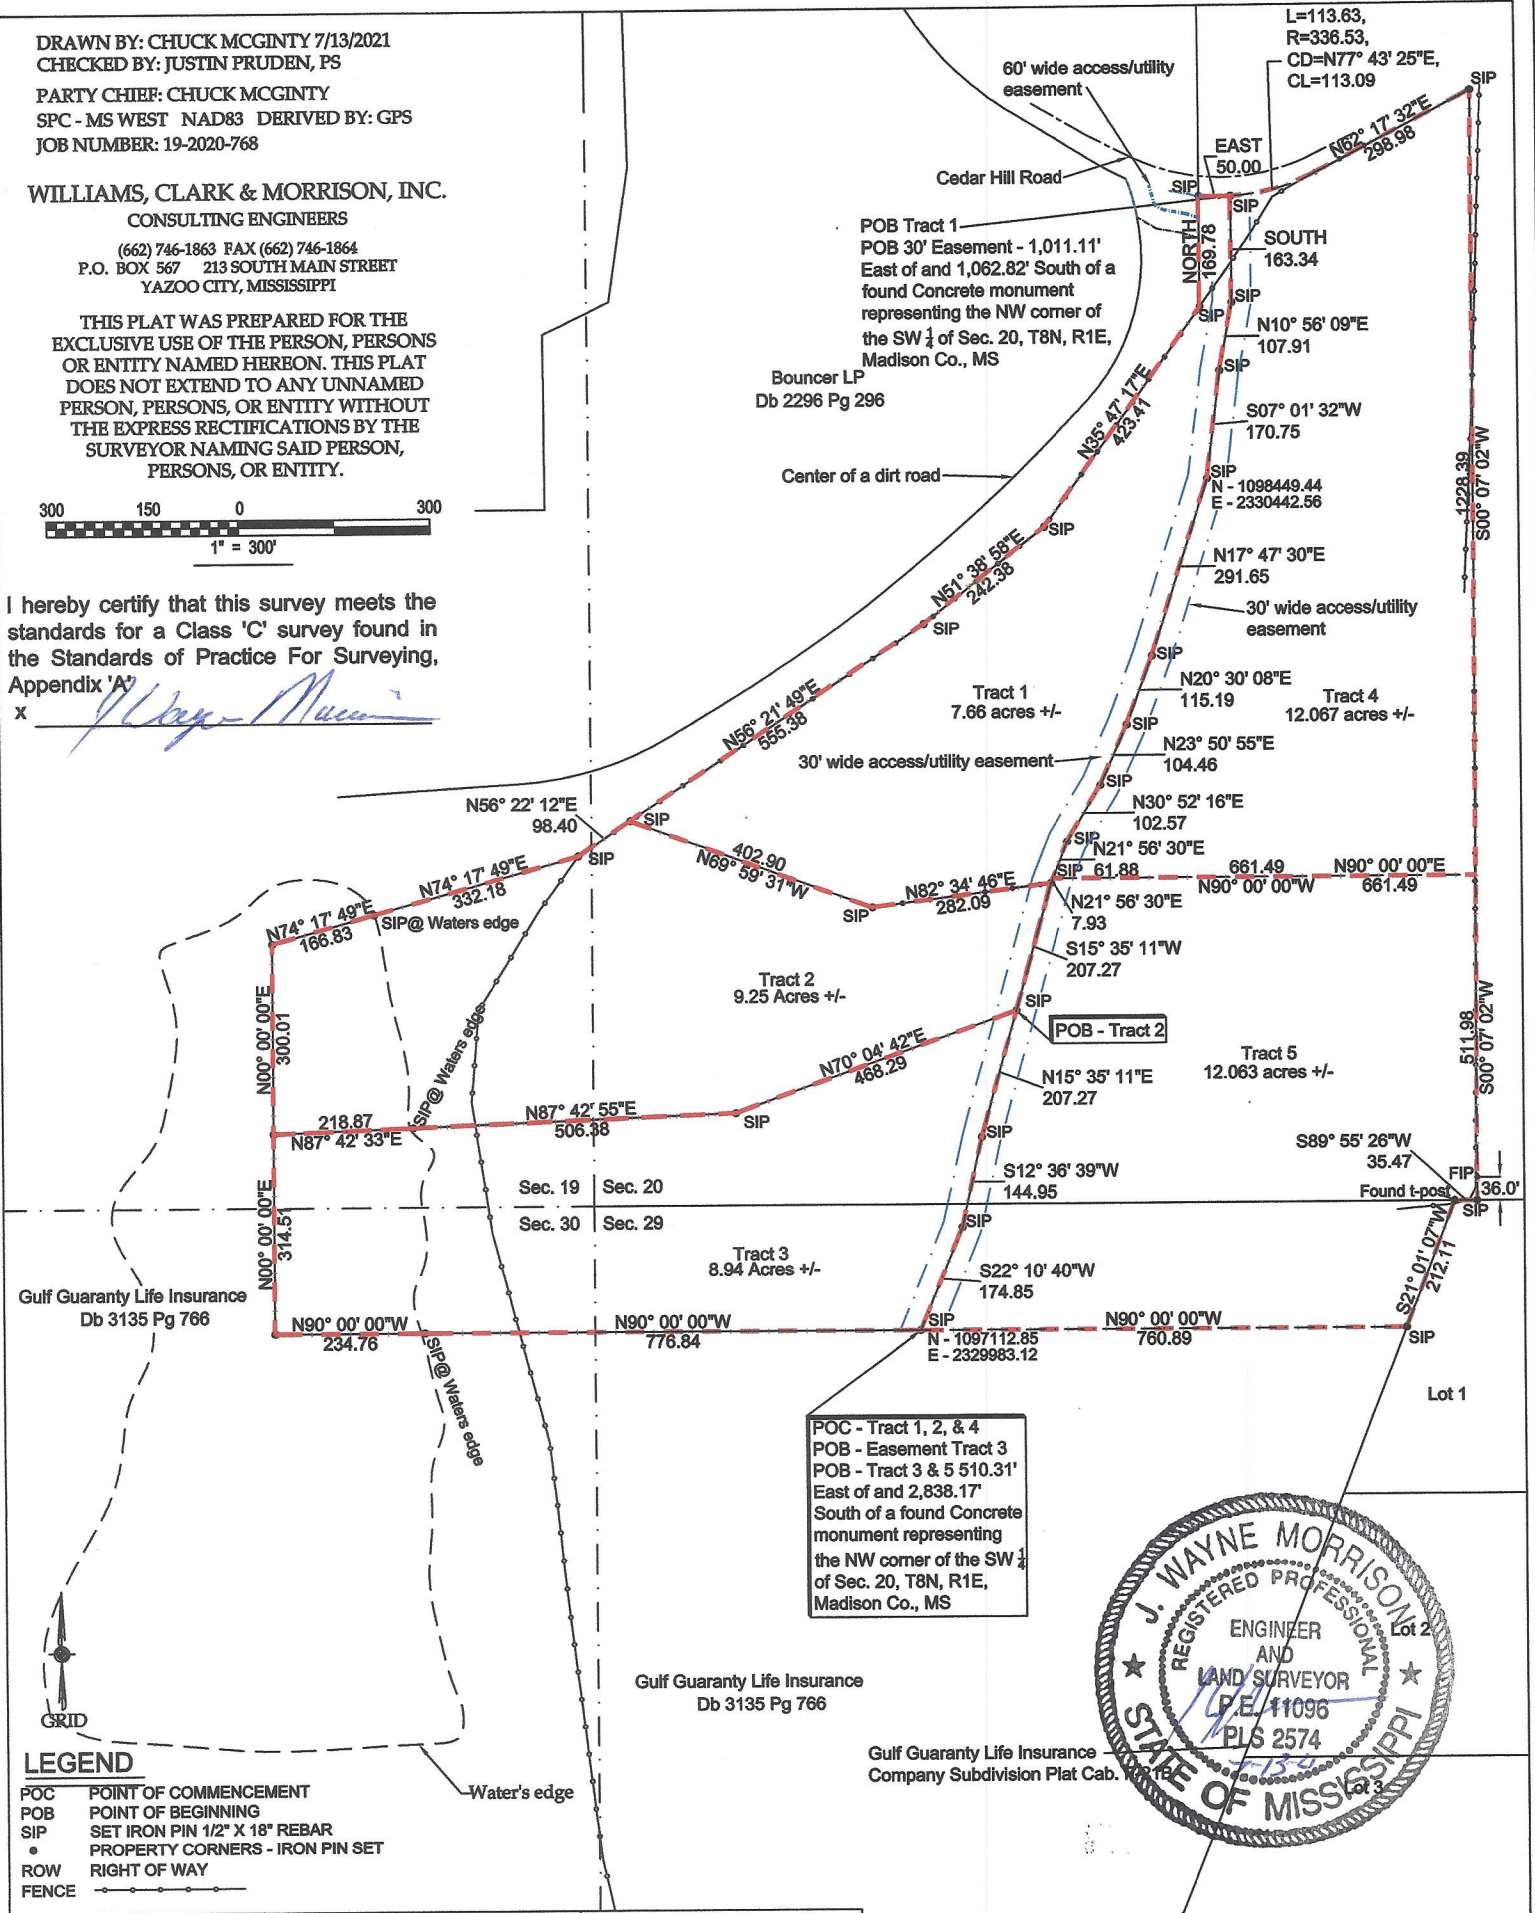 DRAWN BY: CHUCK MCGINTY 7/13/2021
CHECKED BY: JUSTIN PRUDEN, PS
PARTY CHIEF: CHUCK MCGINTY
SPC - MS WEST NAD83 DERIVED BY: GPS
JOB NUMBER: 19-2020-768
WILLIAMS, CLARK & MORRISON, INC.
CONSULTING ENGINEERS
(662) 746-1863 FAX (662) 746-1864
P.O. BOX 567 213 SOUTH MAIN STREET
YAZOO CITY, MISSISSIPPI
THIS PLAT WAS PREPARED FOR THE
EXCLUSIVE USE OF THE PERSON, PERSONS
OR ENTITY NAMED HEREON. THIS PLAT
DOES NOT EXTEND TO ANY UNNAMED
PERSON, PERSONS, OR ENTITY WITHOUT
THE EXPRESS RECTIFICATIONS BY THE
SURVEYOR NAMING SAID PERSON,
PERSONS, OR ENTITY.
300 150 0 300
1" = 300'
I hereby certify that this survey meets the
standards for a Class 'C' survey found in
the Standards of Practice For Surveying,
Appendix 'A'
x
L=113.63,
R=336.53,
CD=N77° 43' 25"E,
CL=113.09
SIP
60' wide access/utility
easement
N62° 17' 32"E
298.98
EAST
50.00
Cedar Hill Road
SIP
SIP
POB Tract 1
POB 30' Easement - 1,011.11'
East of and 1,062.82' South of a
found Concrete monument
representing the NW corner of
the SW 1/4 of Sec. 20, T8N, R1E,
Madison Co., MS
NORTH
169.78
SOUTH
163.34
SIP
SIP
N10° 56' 09"E
107.91
SIP
Bouncer LP
Db 2296 Pg 296
N35° 47' 17"E
423.41
S07° 01' 32"W
170.75
Center of a dirt road
SIP
N - 1098449.44
E - 2330442.56
1228.39
S00° 07' 02"W
SIP
N51° 38' 58"E
242.38
SIP
N17° 47' 30"E
291.65
30' wide access/utility
easement
SIP
N20° 30' 08"E
115.19
Tract 1
7.66 acres +/-
Tract 4
12.067 acres +/-
N56° 21' 49"E
555.38
SIP
N23° 50' 55"E
104.46
30' wide access/utility easement
SIP
N30° 52' 16"E
102.57
N56° 22' 12"E
98.40
SIP
SIP
N21° 56' 30"E
61.88
SIP
SIP
402.90
N69° 59' 31"W
661.49
N90° 00' 00"W
N90° 00' 00"E
661.49
N74° 17' 49"E
332.18
N82° 34' 46"E
282.09
SIP
N21° 56' 30"E
7.93
N74° 17' 49"E
166.83
SIP@ Waters edge
S15° 35' 11"W
207.27
Tract 2
9.25 Acres +/-
SIP
POB - Tract 2
N00° 00' 00"E
300.01
SIP@ Waters edge
N70° 04' 42"E
468.29
Tract 5
12.063 acres +/-
511.98
S00° 07' 02"W
N15° 35' 11"E
207.27
218.87
N87° 42' 33"E
N87° 42' 55"E
506.38
SIP
SIP
S89° 55' 26"W
35.47
FIP
Found t-post
36.0'
SIP
S12° 36' 39"W
144.95
Sec. 19 Sec. 20
Sec. 30 Sec. 29
SIP
N00° 00' 00"E
314.51
Tract 3
8.94 Acres +/-
S22° 10' 40"W
174.85
S21° 01' 07"W
212.11
Gulf Guaranty Life Insurance
Db 3135 Pg 766
N90° 00' 00"W
234.76
N90° 00' 00"W
776.84
SIP
N - 1097112.85
E - 2329983.12
N90° 00' 00"W
760.89
SIP
SIP@ Waters edge
Lot 1
POC - Tract 1, 2, & 4
POB - Easement Tract 3
POB - Tract 3 & 5 510.31'
East of and 2,838.17'
South of a found Concrete
monument representing
the NW corner of the SW 1/4
of Sec. 20, T8N, R1E,
Madison Co., MS
J. WAYNE MORRISON
REGISTERED PROFESSIONAL
ENGINEER
AND
LAND SURVEYOR
P.E. 11096
PLS 2574
STATE OF MISSISSIPPI
Lot 2
Lot 3
Gulf Guaranty Life Insurance
Db 3135 Pg 766
Gulf Guaranty Life Insurance
Company Subdivision Plat Cab.
GRID
Water's edge
LEGEND
POC POINT OF COMMENCEMENT
POB POINT OF BEGINNING
SIP SET IRON PIN 1/2" X 18" REBAR
• PROPERTY CORNERS - IRON PIN SET
ROW RIGHT OF WAY
FENCE